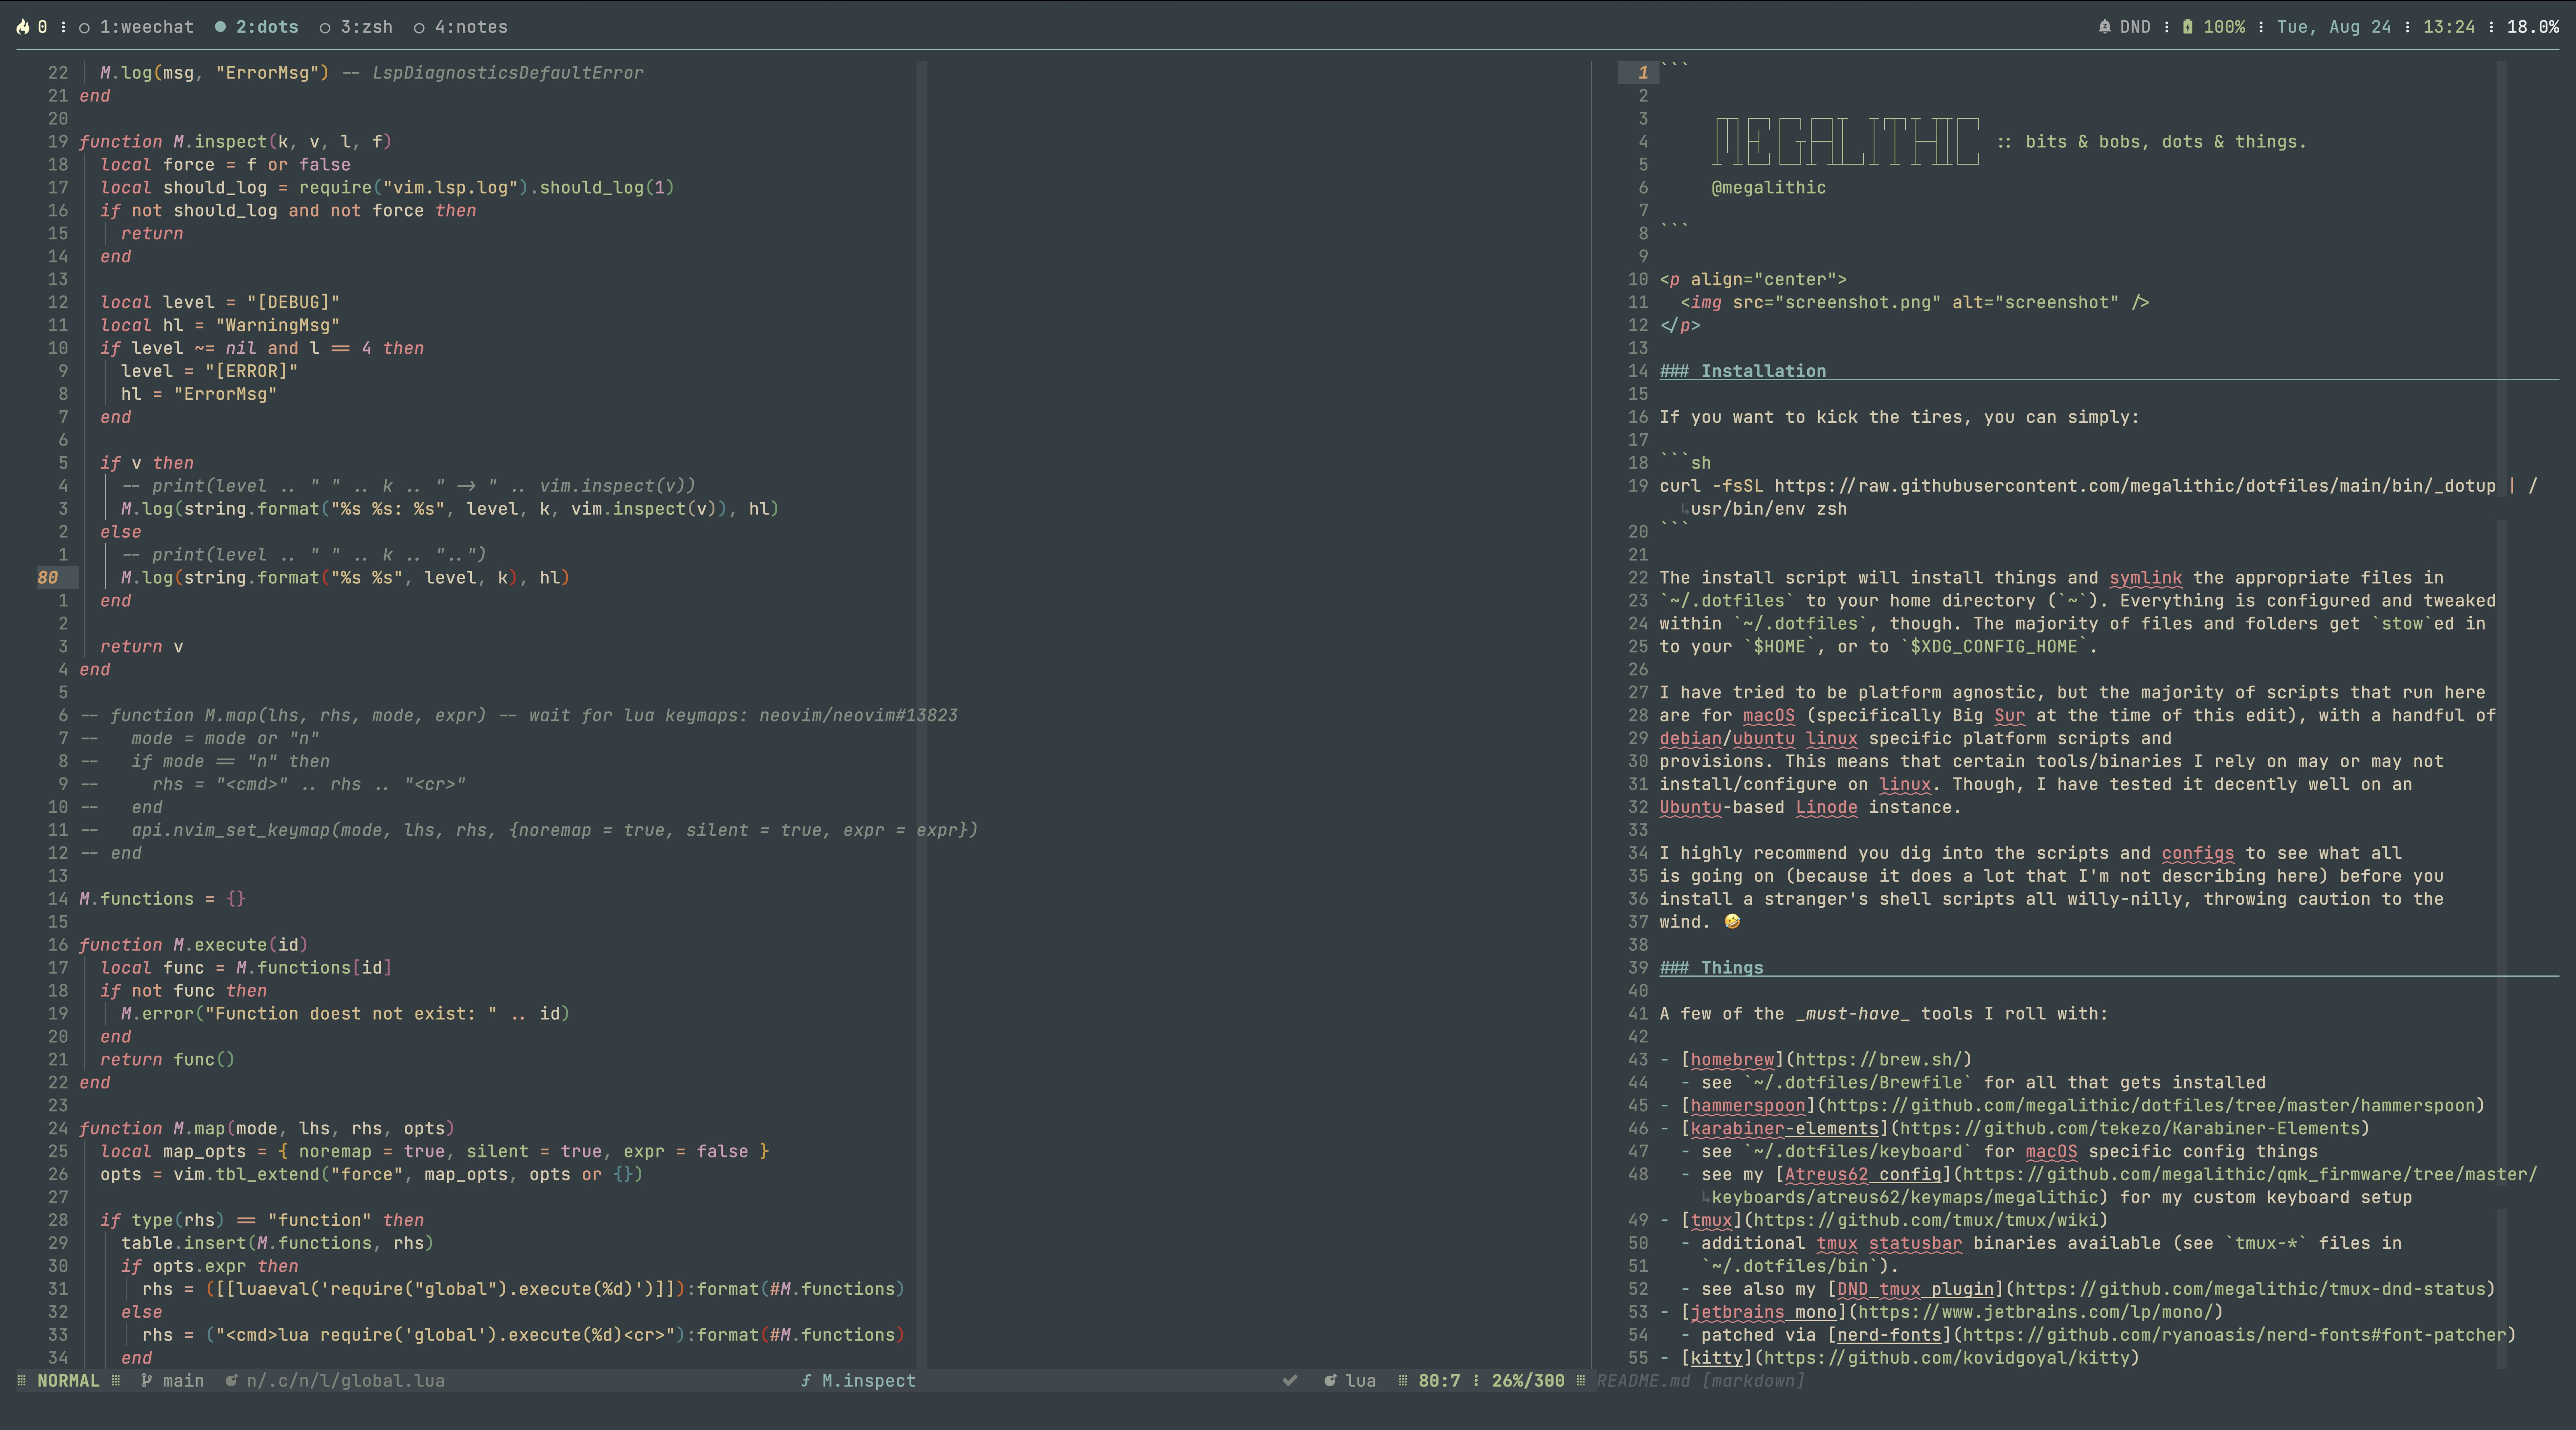 0 ⋮ ○ 1:weechat ● 2:dots ○ 3:zsh ○ 4:notes
DND ⋮ 100% ⋮ Tue, Aug 24 ⋮ 13:24 ⋮ 18.0%
22 M.log(msg, "ErrorMsg") -- LspDiagnosticsDefaultError
21 end
20
19 function M.inspect(k, v, l, f)
18 local force = f or false
17 local should_log = require("vim.lsp.log").should_log(1)
16 if not should_log and not force then
15 return
14 end
13
12 local level = "[DEBUG]"
11 local hl = "WarningMsg"
10 if level ~= nil and l == 4 then
9 level = "[ERROR]"
8 hl = "ErrorMsg"
7 end
6
5 if v then
4 -- print(level .. " " .. k .. " -> " .. vim.inspect(v))
3 M.log(string.format("%s %s: %s", level, k, vim.inspect(v)), hl)
2 else
1 -- print(level .. " " .. k .. "..")
80 M.log(string.format("%s %s", level, k), hl)
1 end
2
3 return v
4 end
5
6 -- function M.map(lhs, rhs, mode, expr) -- wait for lua keymaps: neovim/neovim#13823
7 -- mode = mode or "n"
8 -- if mode == "n" then
9 -- rhs = "<cmd>" .. rhs .. "<cr>"
10 -- end
11 -- api.nvim_set_keymap(mode, lhs, rhs, {noremap = true, silent = true, expr = expr})
12 -- end
13
14 M.functions = {}
15
16 function M.execute(id)
17 local func = M.functions[id]
18 if not func then
19 M.error("Function doest not exist: " .. id)
20 end
21 return func()
22 end
23
24 function M.map(mode, lhs, rhs, opts)
25 local map_opts = { noremap = true, silent = true, expr = false }
26 opts = vim.tbl_extend("force", map_opts, opts or {})
27
28 if type(rhs) == "function" then
29 table.insert(M.functions, rhs)
30 if opts.expr then
31 rhs = ([[luaeval('require("global").execute(%d)')]]):format(#M.functions)
32 else
33 rhs = ("<cmd>lua require('global').execute(%d)<cr>"):format(#M.functions)
34 end
NORMAL main n/.c/n/l/global.lua ƒ M.inspect ✔ lua 80:7 ⋮ 26%/300
1 ```
2
3
4 MEGALITHIC :: bits & bobs, dots & things.
5
6 @megalithic
7
8 ```
9
10 <p align="center">
11 <img src="screenshot.png" alt="screenshot" />
12 </p>
13
14 ### Installation
15
16 If you want to kick the tires, you can simply:
17
18 ```sh
19 curl -fsSL https://raw.githubusercontent.com/megalithic/dotfiles/main/bin/_dotup | /
↳usr/bin/env zsh
20 ```
21
22 The install script will install things and symlink the appropriate files in
23 `~/.dotfiles` to your home directory (`~`). Everything is configured and tweaked
24 within `~/.dotfiles`, though. The majority of files and folders get `stow`ed in
25 to your `$HOME`, or to `$XDG_CONFIG_HOME`.
26
27 I have tried to be platform agnostic, but the majority of scripts that run here
28 are for macOS (specifically Big Sur at the time of this edit), with a handful of
29 debian/ubuntu linux specific platform scripts and
30 provisions. This means that certain tools/binaries I rely on may or may not
31 install/configure on linux. Though, I have tested it decently well on an
32 Ubuntu-based Linode instance.
33
34 I highly recommend you dig into the scripts and configs to see what all
35 is going on (because it does a lot that I'm not describing here) before you
36 install a stranger's shell scripts all willy-nilly, throwing caution to the
37 wind. 🤣
38
39 ### Things
40
41 A few of the _must-have_ tools I roll with:
42
43 - [homebrew](https://brew.sh/)
44 - see `~/.dotfiles/Brewfile` for all that gets installed
45 - [hammerspoon](https://github.com/megalithic/dotfiles/tree/master/hammerspoon)
46 - [karabiner-elements](https://github.com/tekezo/Karabiner-Elements)
47 - see `~/.dotfiles/keyboard` for macOS specific config things
48 - see my [Atreus62 config](https://github.com/megalithic/qmk_firmware/tree/master/
↳keyboards/atreus62/keymaps/megalithic) for my custom keyboard setup
49 - [tmux](https://github.com/tmux/tmux/wiki)
50 - additional tmux statusbar binaries available (see `tmux-*` files in
51 `~/.dotfiles/bin`).
52 - see also my [DND tmux plugin](https://github.com/megalithic/tmux-dnd-status)
53 - [jetbrains mono](https://www.jetbrains.com/lp/mono/)
54 - patched via [nerd-fonts](https://github.com/ryanoasis/nerd-fonts#font-patcher)
55 - [kitty](https://github.com/kovidgoyal/kitty)
README.md [markdown]